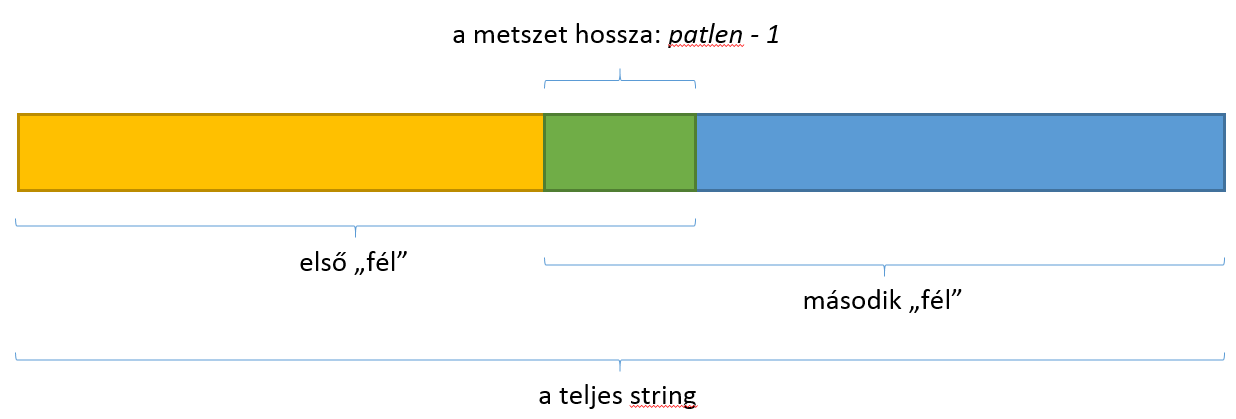 a metszet hossza: patlen - 1
első „fél”
második „fél”
a teljes string